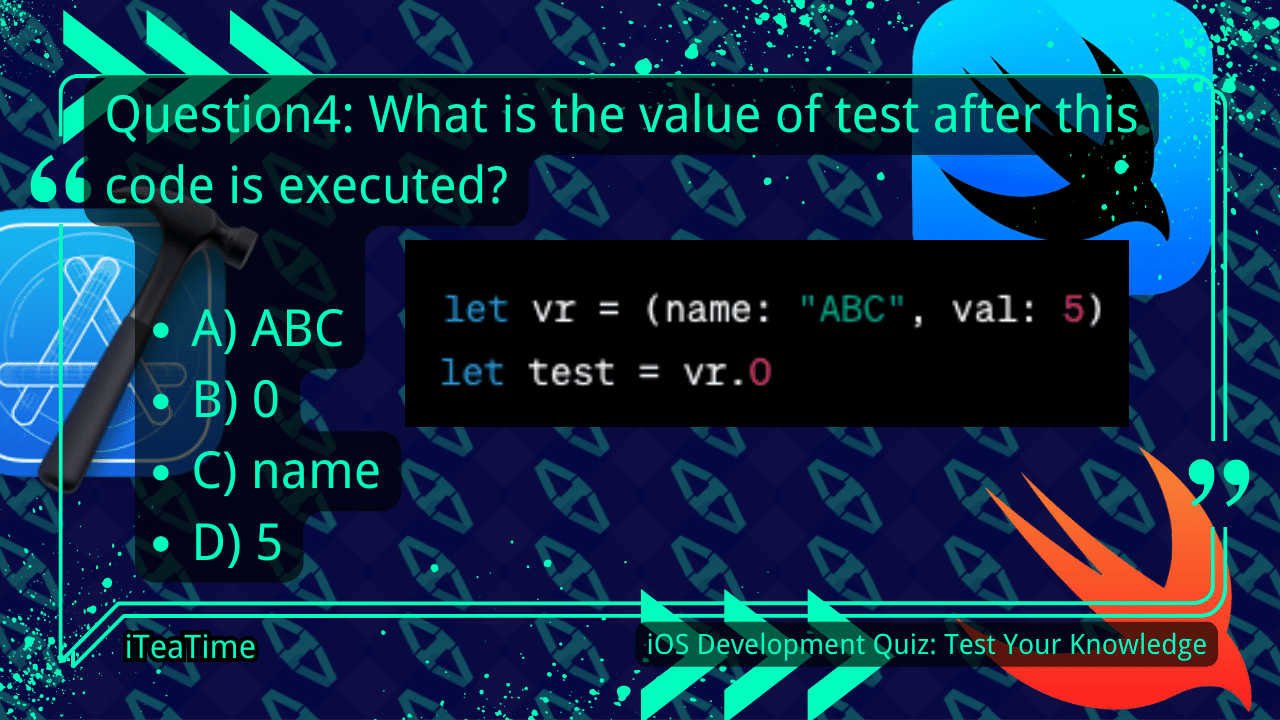 Question4: What is the value of test after this
code is executed?
let vr = (name: "ABC", val: 5)
let test = vr.0
• A) ABC
• B) 0
• C) name
• D) 5
iTeaTime
iOS Development Quiz: Test Your Knowledge